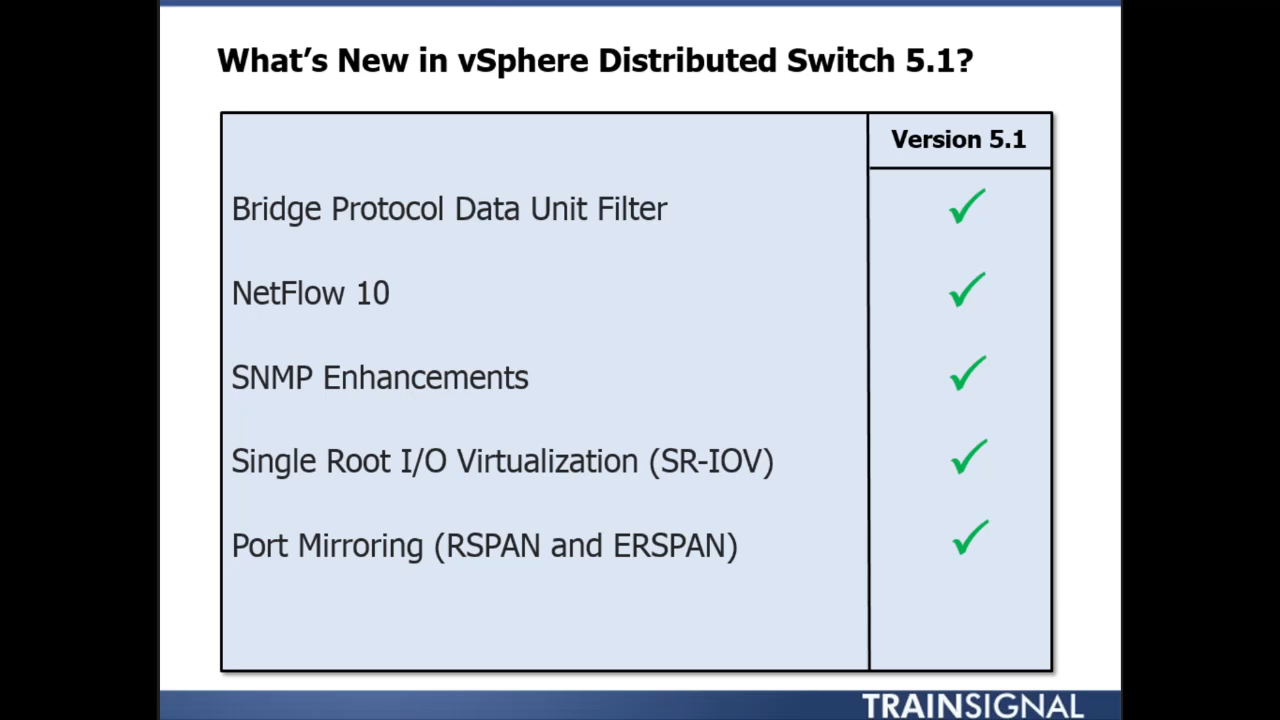 What's New in vSphere Distributed Switch 5.1?
Version 5.1
Bridge Protocol Data Unit Filter
NetFlow 10
SNMP Enhancements
Single Root I/O Virtualization (SR-IOV)
Port Mirroring (RSPAN and ERSPAN)
TRAINSIGNAL